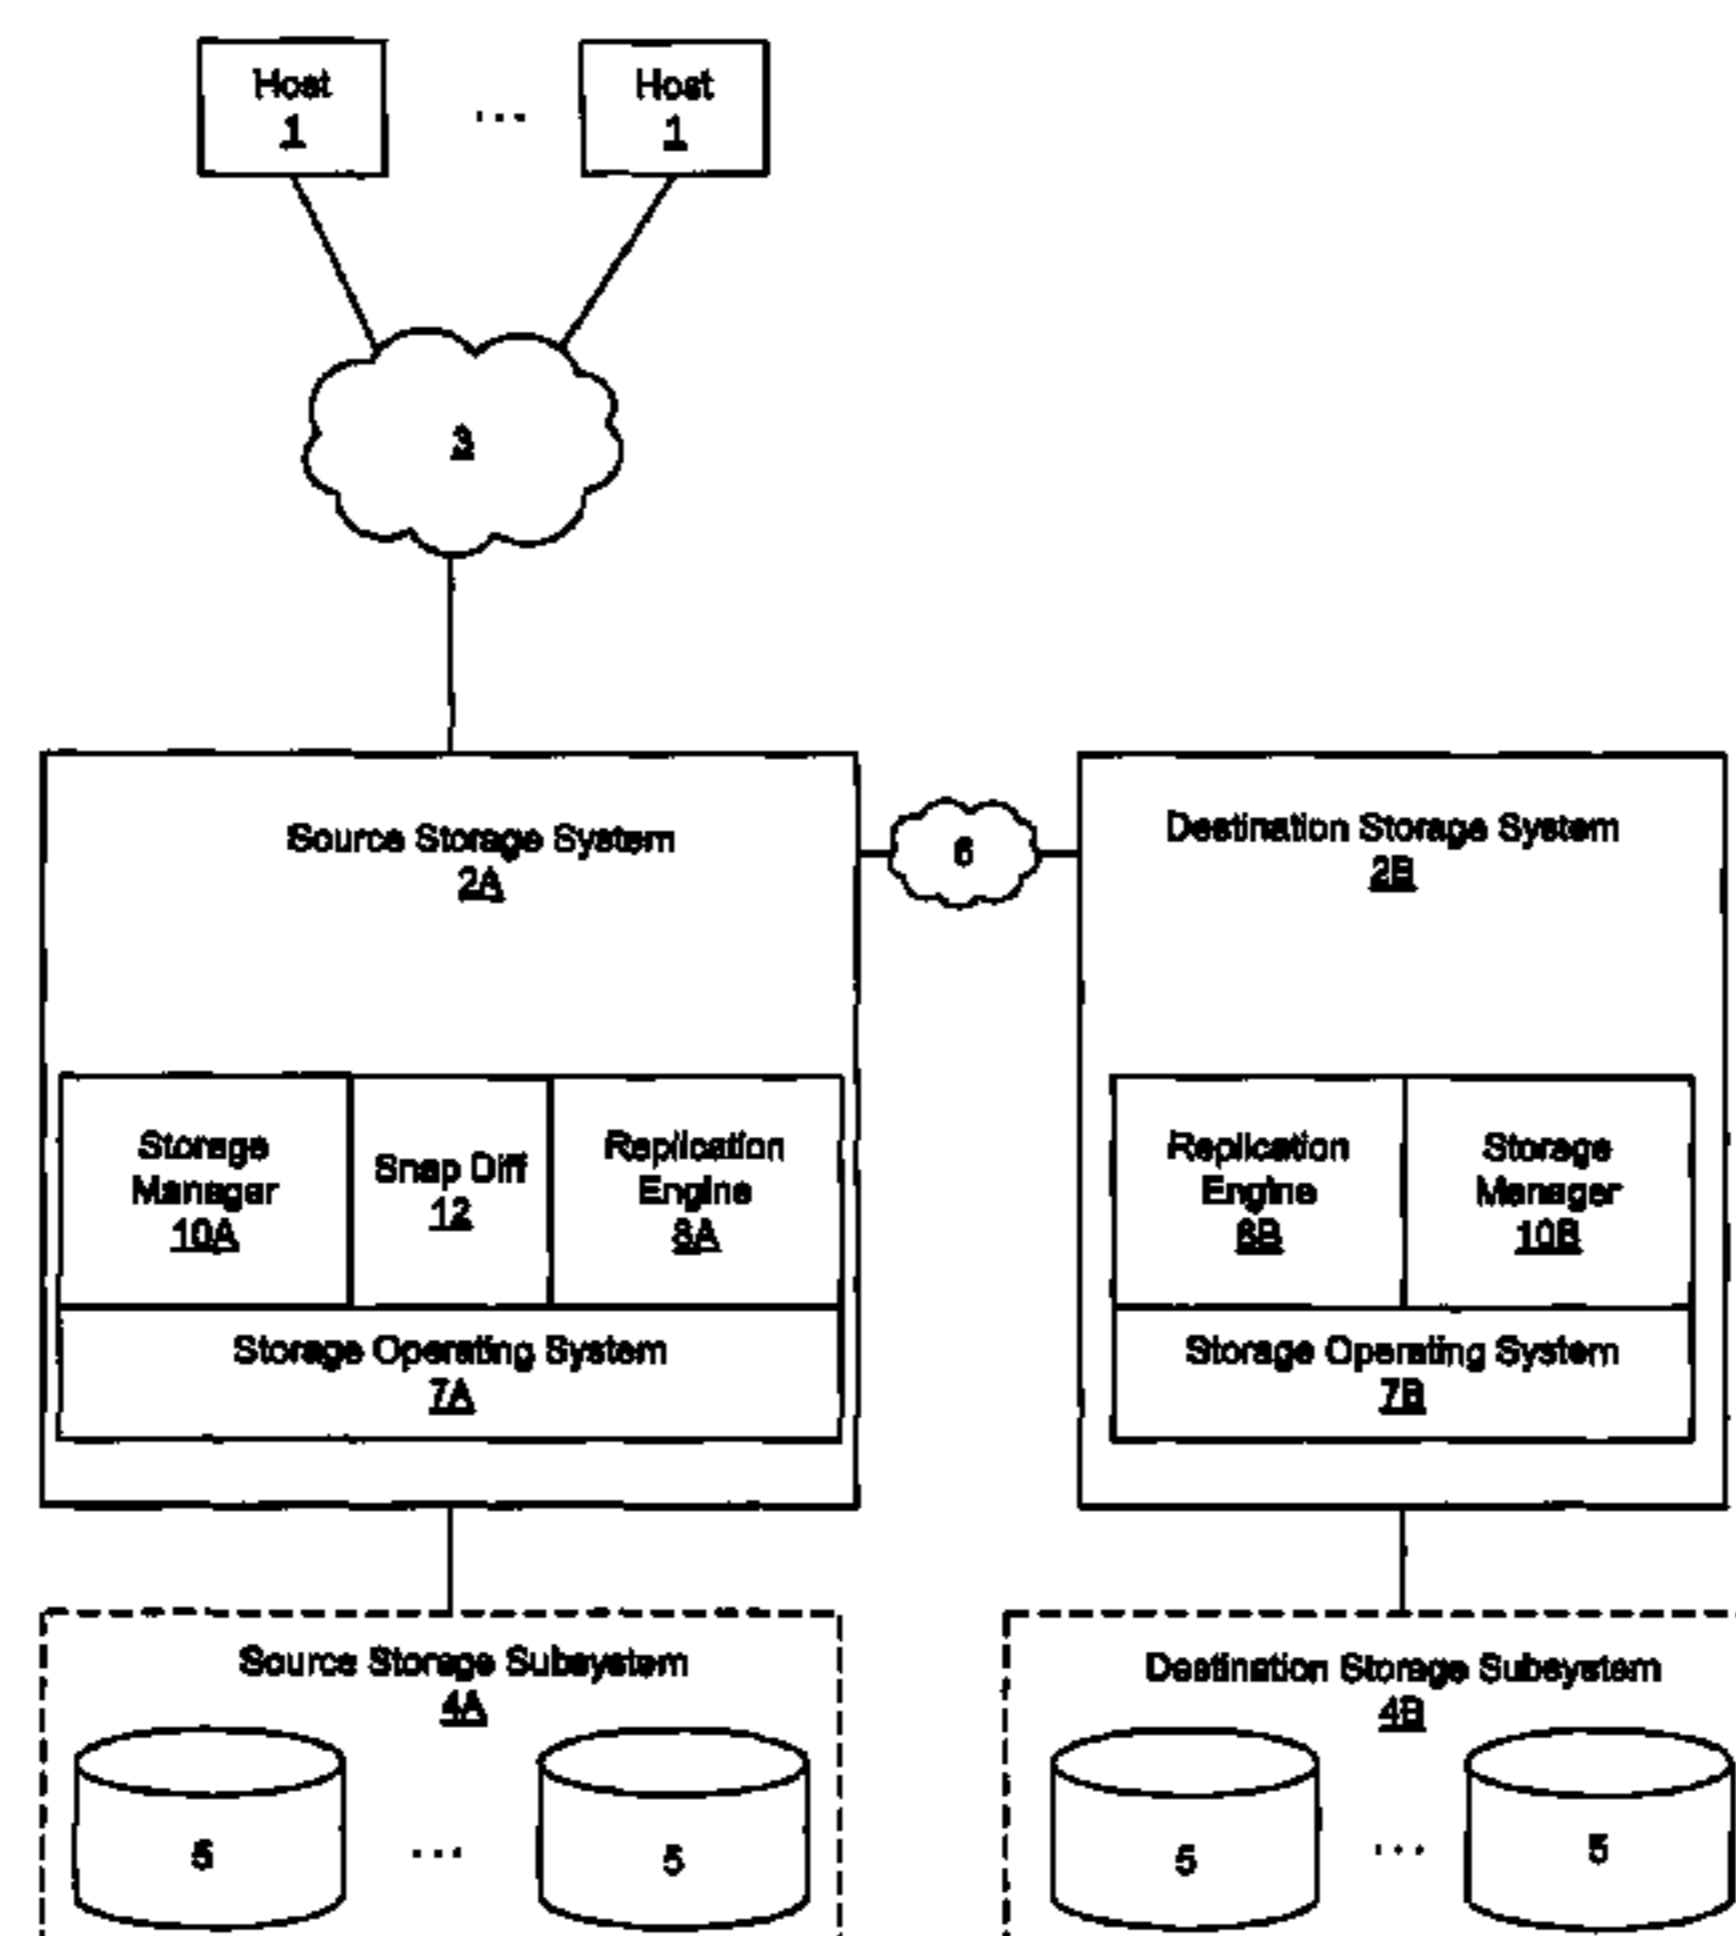 Host
1
...
Host
1
3
Source Storage System
2A
6
Destination Storage System
2B
Storage
Manager
10A
Snap Diff
12
Replication
Engine
8A
Storage Operating System
7A
Replication
Engine
8B
Storage
Manager
10B
Storage Operating System
7B
Source Storage Subsystem
4A
5
...
5
Destination Storage Subsystem
4B
5
...
5